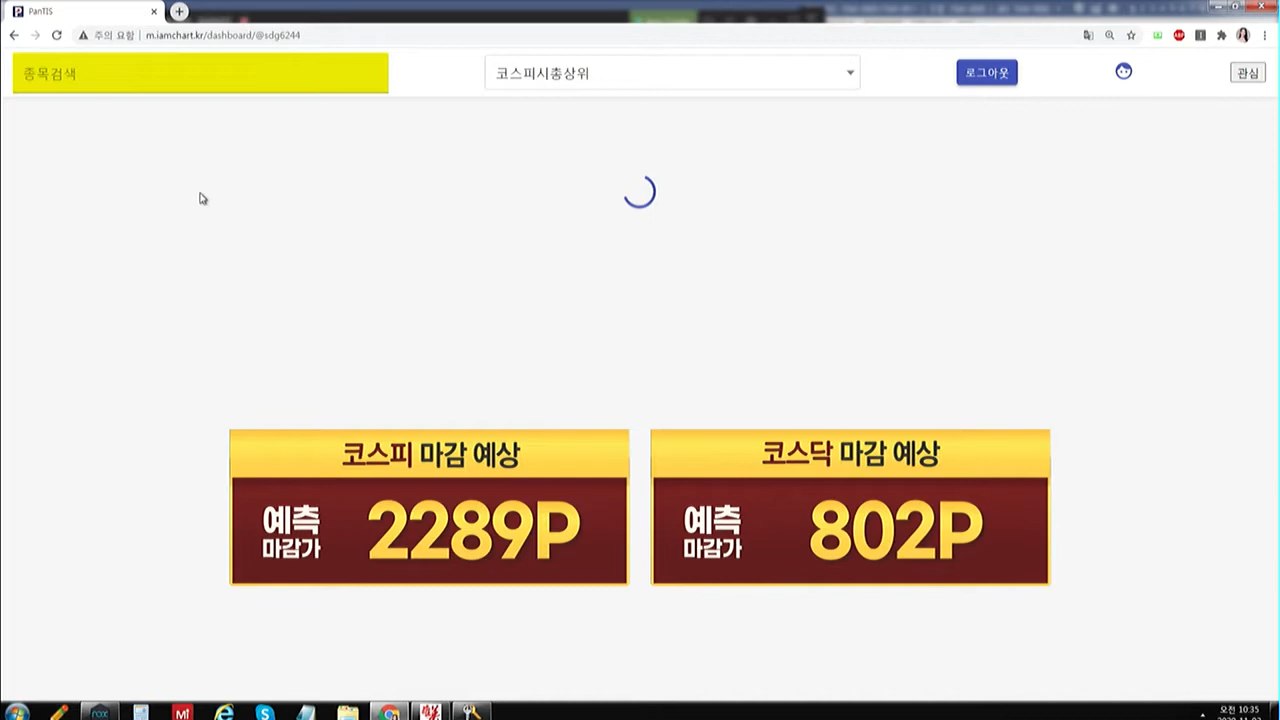 PanTIS
주의 요함 | m.iamchart.kr/dashboard/@sdg6244
종목검색
코스피시총상위
로그아웃
관심
코스피 마감 예상
예측
마감가
2289P
코스닥 마감 예상
예측
마감가
802P
nox
오전 10:35